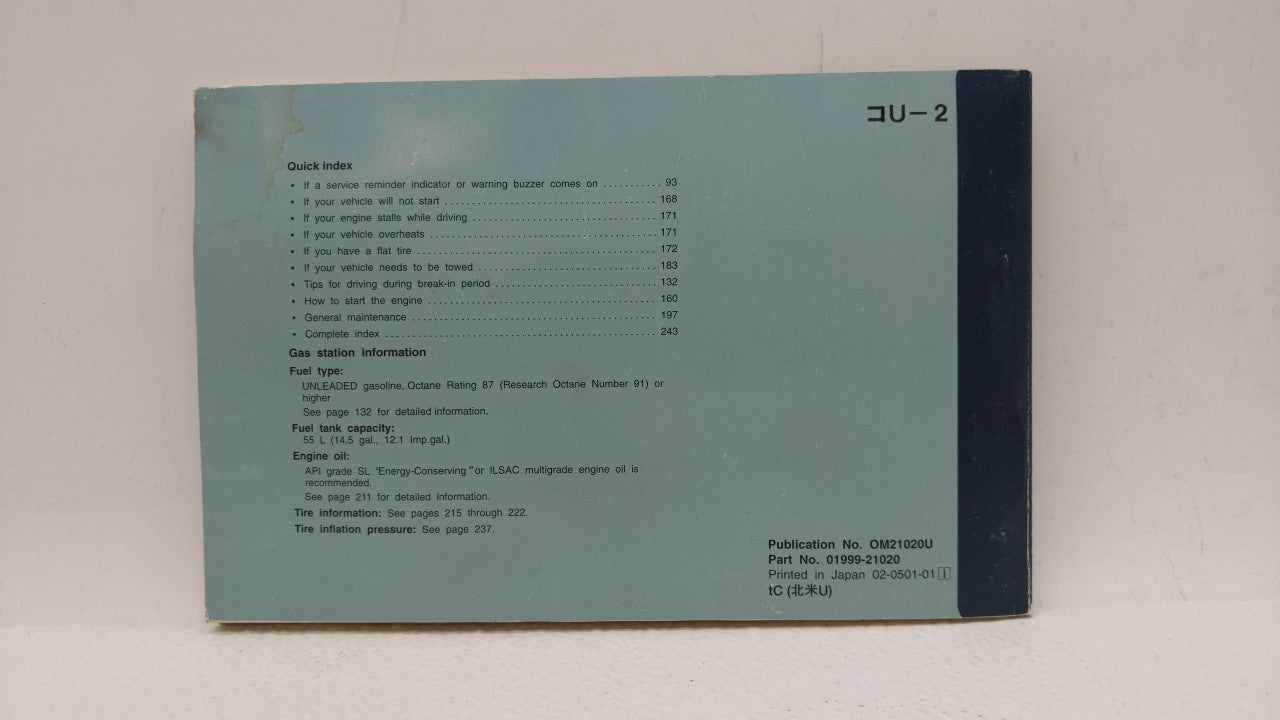 コU－2
Quick index
• If a service reminder indicator or warning buzzer comes on ........... 93
• If your vehicle will not start ........................................ 168
• If your engine stalls while driving ................................... 171
• If your vehicle overheats ........................................... 171
• If you have a flat tire .............................................. 172
• If your vehicle needs to be towed .................................. 183
• Tips for driving during break-in period ............................... 132
• How to start the engine ........................................... 160
• General maintenance .............................................. 197
• Complete index ................................................... 243
Gas station information
Fuel type:
UNLEADED gasoline, Octane Rating 87 (Research Octane Number 91) or
higher
See page 132 for detailed information.
Fuel tank capacity:
55 L (14.5 gal., 12.1 Imp.gal.)
Engine oil:
API grade SL “Energy-Conserving” or ILSAC multigrade engine oil is
recommended.
See page 211 for detailed information.
Tire information: See pages 215 through 222.
Tire inflation pressure: See page 237.
Publication No. OM21020U
Part No. 01999-21020
Printed in Japan 02-0501-01 I
tC (北米U)